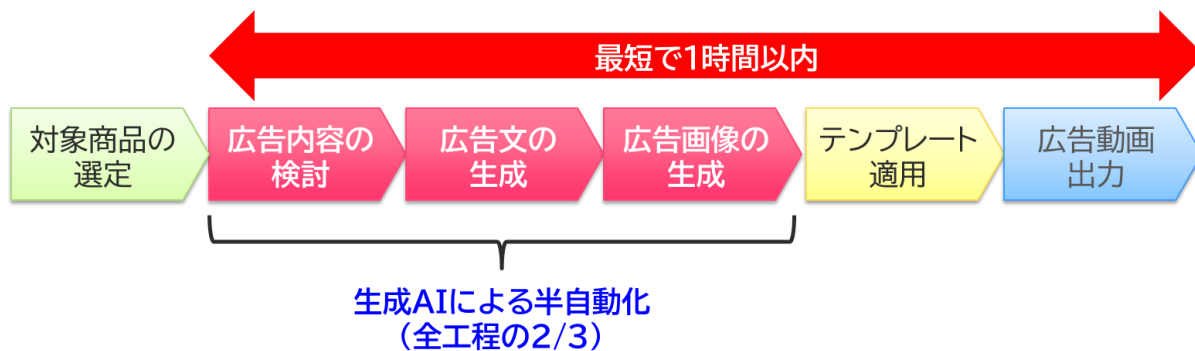 最短で1時間以内
対象商品の
選定
広告内容の
検討
広告文の
生成
広告画像の
生成
テンプレート
適用
広告動画
出力
生成AIによる半自動化
（全工程の2/3）